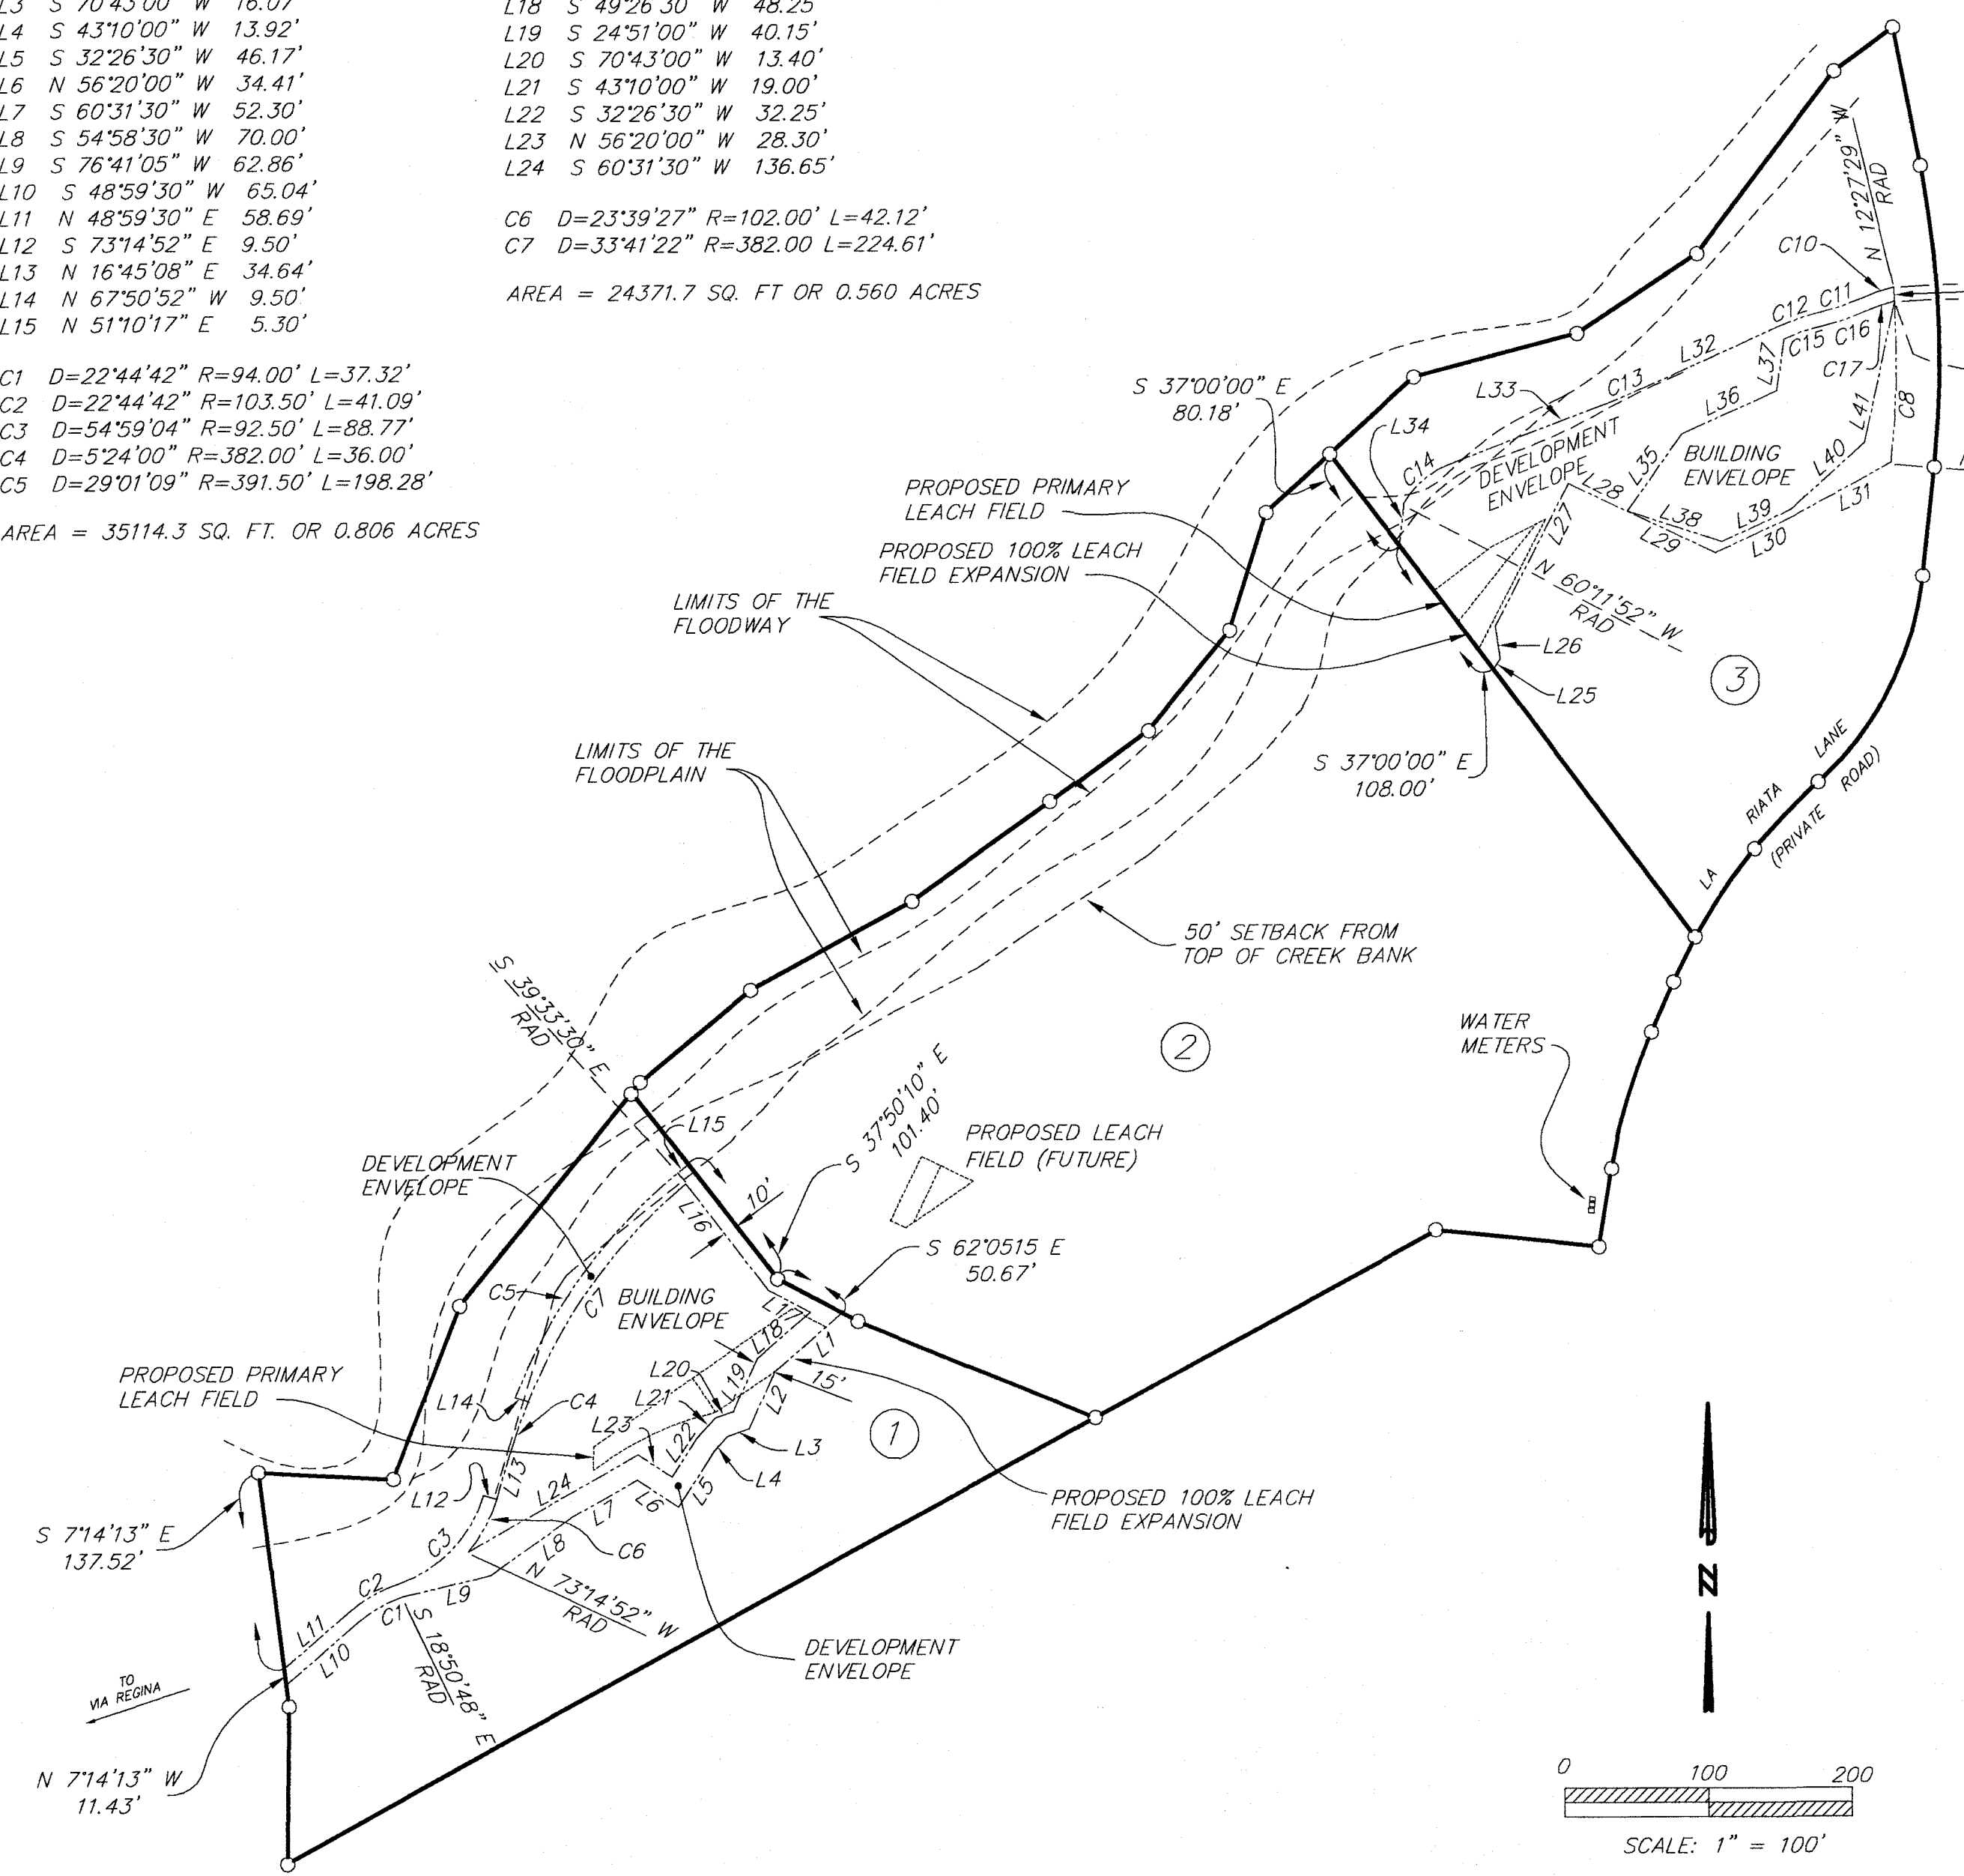 L3 S 70°43'00" W 16.07'
L4 S 43°10'00" W 13.92'
L5 S 32°26'30" W 46.17'
L6 N 56°20'00" W 34.41'
L7 S 60°31'30" W 52.30'
L8 S 54°58'30" W 70.00'
L9 S 76°41'05" W 62.86'
L10 S 48°59'30" W 65.04'
L11 N 48°59'30" E 58.69'
L12 S 73°14'52" E 9.50'
L13 N 16°45'08" E 34.64'
L14 N 67°50'52" W 9.50'
L15 N 51°10'17" E 5.30'
C1 D=22°44'42" R=94.00' L=37.32'
C2 D=22°44'42" R=103.50' L=41.09'
C3 D=54°59'04" R=92.50' L=88.77'
C4 D=5°24'00" R=382.00' L=36.00'
C5 D=29°01'09" R=391.50' L=198.28'
AREA = 35114.3 SQ. FT. OR 0.806 ACRES
L18 S 49°26'30" W 48.25'
L19 S 24°51'00" W 40.15'
L20 S 70°43'00" W 13.40'
L21 S 43°10'00" W 19.00'
L22 S 32°26'30" W 32.25'
L23 N 56°20'00" W 28.30'
L24 S 60°31'30" W 136.65'
C6 D=23°39'27" R=102.00' L=42.12'
C7 D=33°41'22" R=382.00 L=224.61'
AREA = 24371.7 SQ. FT OR 0.560 ACRES
N 12°27'29" W
RAD
C10
C12
C11
C15
C16
C17
L32
L37
C13
L33
L36
L41
C8
S 37°00'00" E
80.18'
L34
C14
DEVELOPMENT
ENVELOPE
BUILDING
ENVELOPE
L35
L40
L28
L31
L38
L39
L29
L30
L27
PROPOSED PRIMARY
LEACH FIELD
PROPOSED 100% LEACH
FIELD EXPANSION
N 60°11'52" W
RAD
L26
L25
3
LIMITS OF THE
FLOODWAY
LIMITS OF THE
FLOODPLAIN
S 37°00'00" E
108.00'
LA RIATA LANE
(PRIVATE ROAD)
50' SETBACK FROM
TOP OF CREEK BANK
S 39°33'30" E
RAD
2
WATER
METERS
L15
S 37°50'10" E
101.40'
PROPOSED LEACH
FIELD (FUTURE)
DEVELOPMENT
ENVELOPE
10'
L16
S 62°0515 E
50.67'
C5
C7
BUILDING
ENVELOPE
L17
L18
L1
PROPOSED PRIMARY
LEACH FIELD
L20
L19
15'
L14
C4
L21
L2
L23
L22
1
L3
L4
L12
L13
L24
L5
L6
L7
PROPOSED 100% LEACH
FIELD EXPANSION
S 7°14'13" E
137.52'
C3
L8
C6
C2
L9
C1
N 73°14'52" W
RAD
L11
L10
S 18°50'48" E
RAD
DEVELOPMENT
ENVELOPE
TO
VIA REGINA
N 7°14'13" W
11.43'
N
0 100 200
SCALE: 1" = 100'